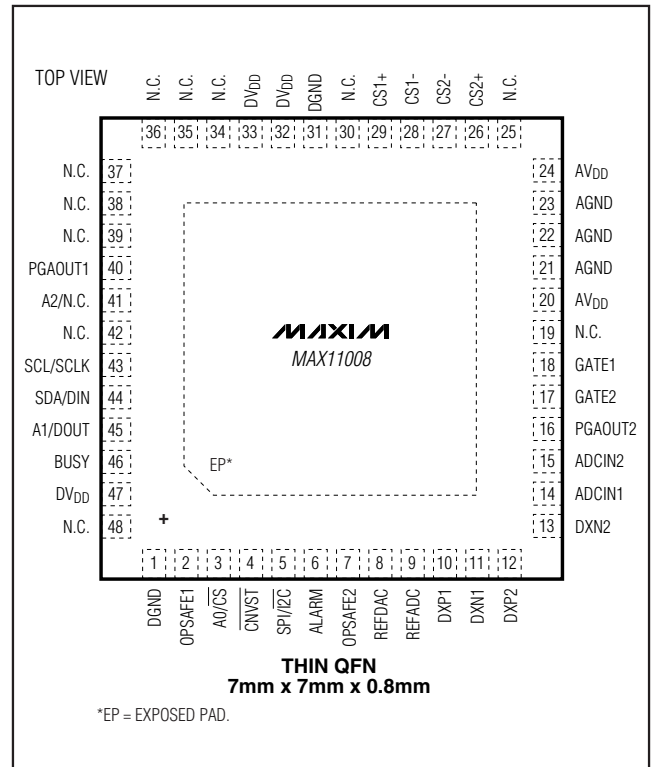 TOP VIEW
N.C. N.C. N.C. DVDD DVDD DGND N.C. CS1+ CS1- CS2- CS2+ N.C.
36 35 34 33 32 31 30 29 28 27 26 25
N.C. 37 24 AVDD
N.C. 38 23 AGND
N.C. 39 22 AGND
PGAOUT1 40 21 AGND
A2/N.C. 41 20 AVDD
N.C. 42 19 N.C.
MAXIM
MAX11008
SCL/SCLK 43 18 GATE1
SDA/DIN 44 17 GATE2
A1/DOUT 45 16 PGAOUT2
BUSY 46 15 ADCIN2
EP*
DVDD 47 14 ADCIN1
N.C. 48 13 DXN2
+
1 2 3 4 5 6 7 8 9 10 11 12
DGND OPSAFE1 A0/CS CNVST SPI/I2C ALARM OPSAFE2 REFDAC REFADC DXP1 DXN1 DXP2
THIN QFN
7mm x 7mm x 0.8mm
*EP = EXPOSED PAD.